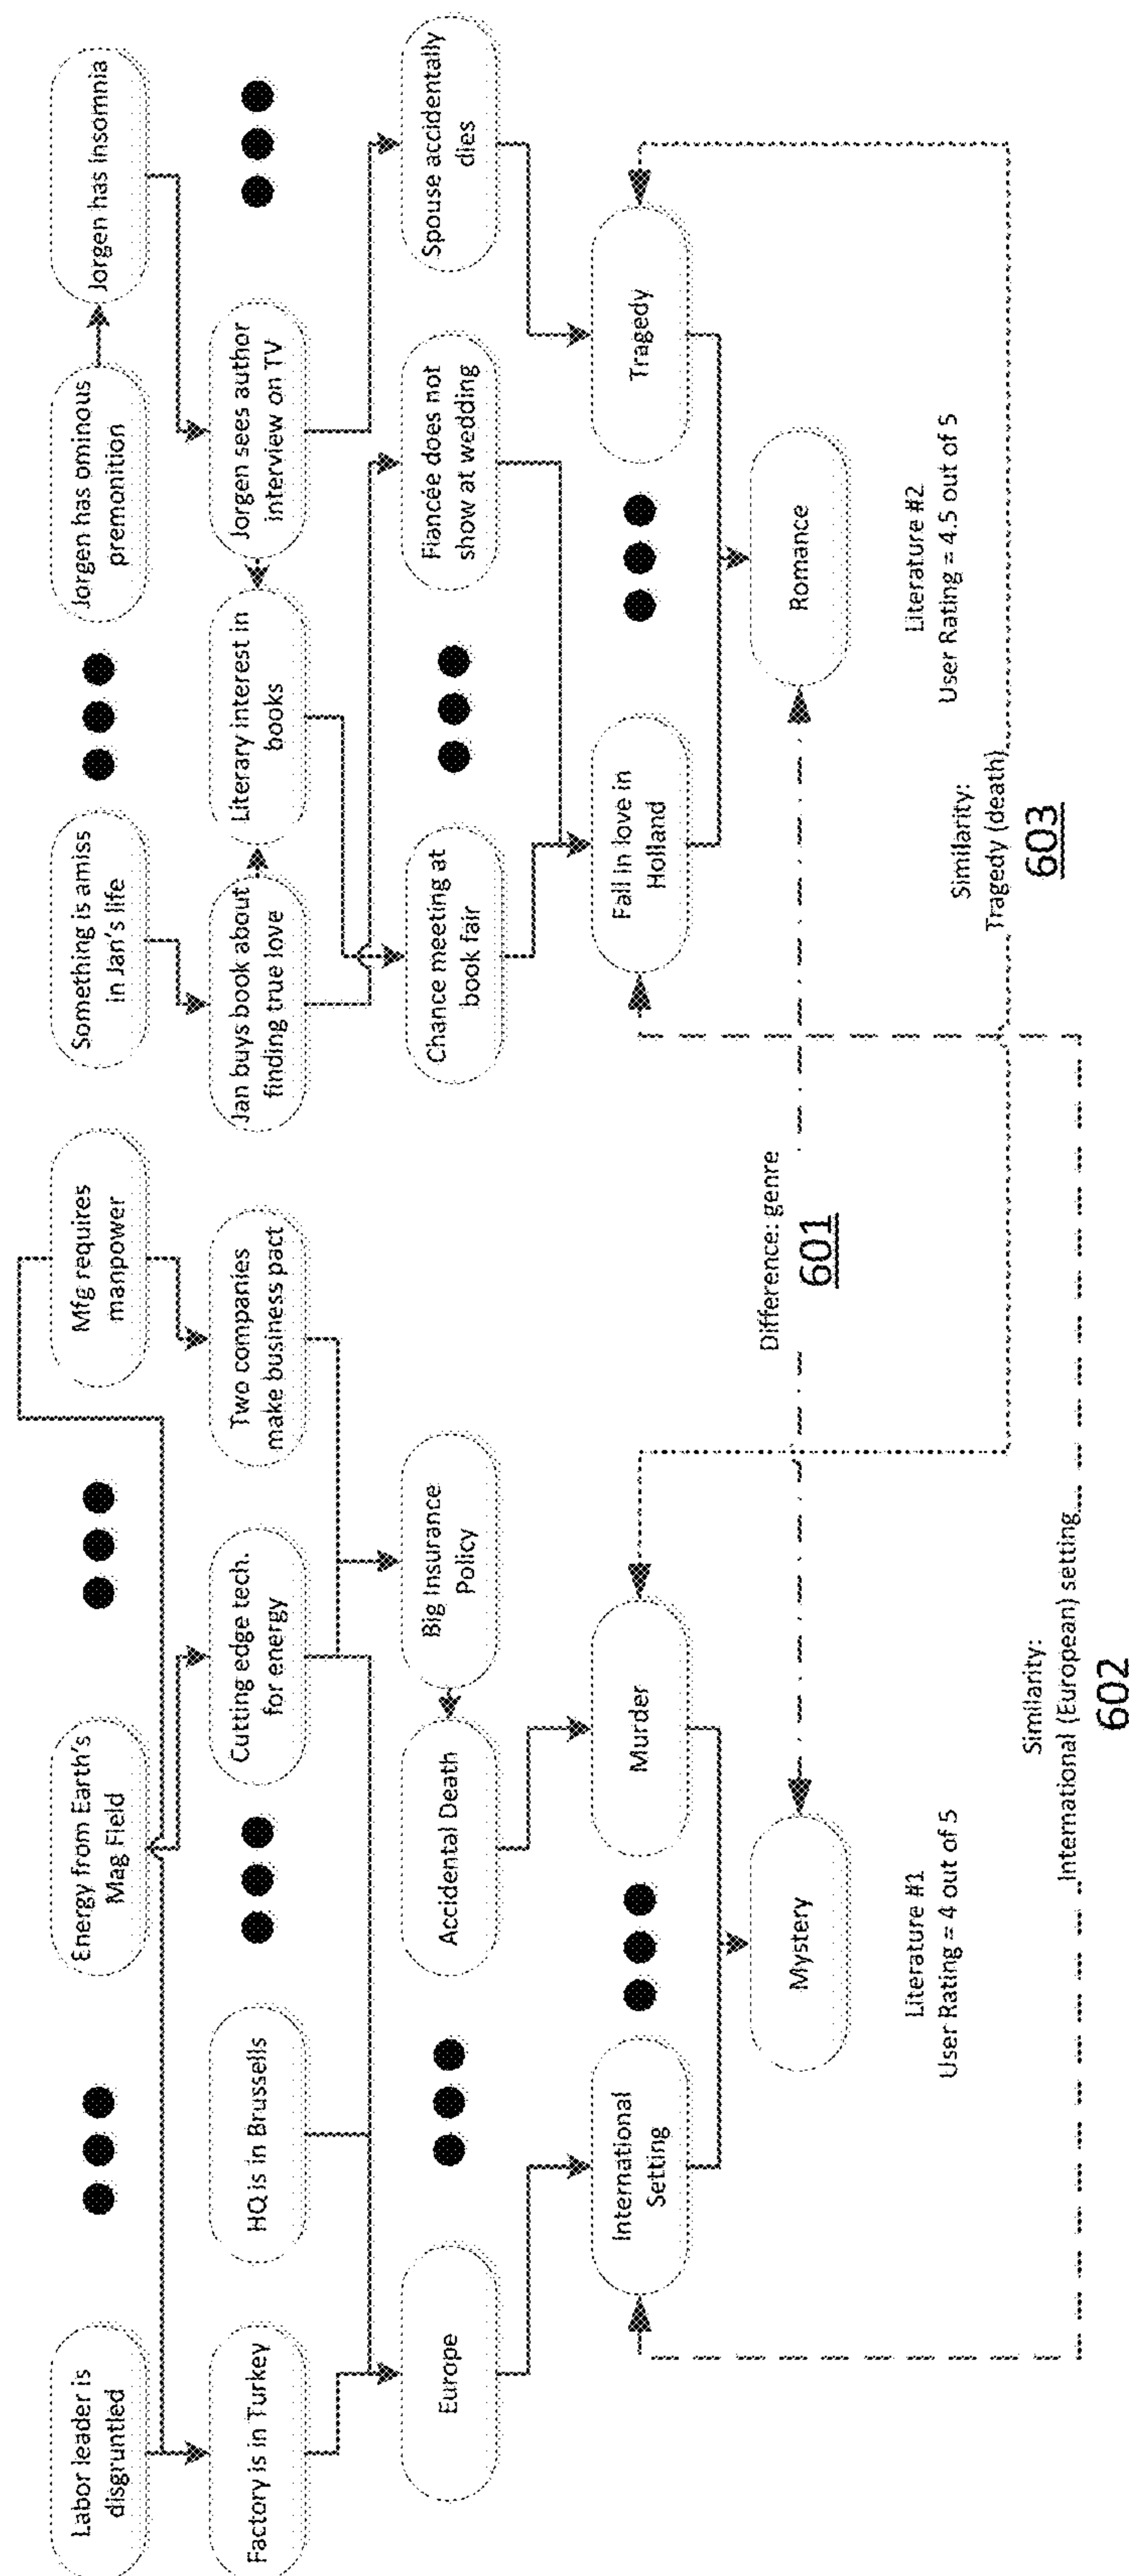 Labor leader is
disgruntled
Energy from Earth's
Mag Field
Mfg requires
manpower
Something is amiss
in Jan's life
Jorgen has ominous
premonition
Jorgen has insomnia
Factory is in Turkey
HQ is in Brussells
Cutting edge tech.
for energy
Two companies
make business pact
Jan buys book about
finding true love
Literary interest in
books
Jorgen sees author
interview on TV
Europe
Accidental Death
Big Insurance
Policy
Chance meeting at
book fair
Fiancée does not
show at wedding
Spouse accidentally
dies
International
Setting
Murder
Fall in love in
Holland
Tragedy
Mystery
Difference: genre
601
Romance
Literature #1
User Rating = 4 out of 5
Literature #2
User Rating = 4.5 out of 5
Similarity:
Tragedy (death)
603
Similarity:
International (European) setting
602